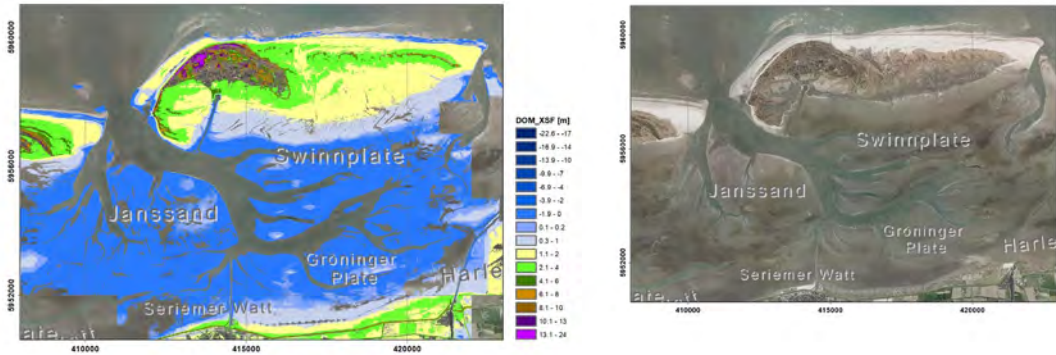 5960000
5956000
5952000
Swinnplate
Janssand
Gröninger
Plate
Harle
Seriemer Watt
410000
415000
420000
DOM_XSF [m]
-22.6 - -17
-16.9 - -14
-13.9 - -10
-9.9 - -7
-6.9 - -4
-3.9 - -2
-1.9 - 0
0.1 - 0.2
0.3 - 1
1.1 - 2
2.1 - 4
4.1 - 6
6.1 - 8
8.1 - 10
10.1 - 13
13.1 - 24
5960000
5956000
5952000
Swinnplate
Janssand
Gröninger
Plate
Harle
Seriemer Watt
410000
415000
420000